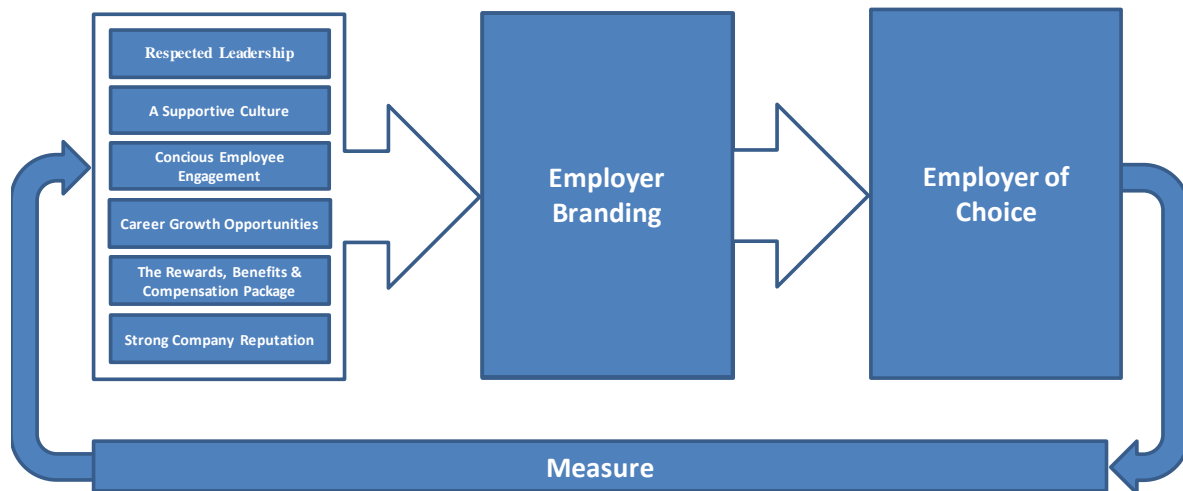 Respected Leadership
A Supportive Culture
Concious Employee
Engagement
Career Growth Opportunities
The Rewards, Benefits &
Compensation Package
Strong Company Reputation
Employer
Branding
Employer of
Choice
Measure